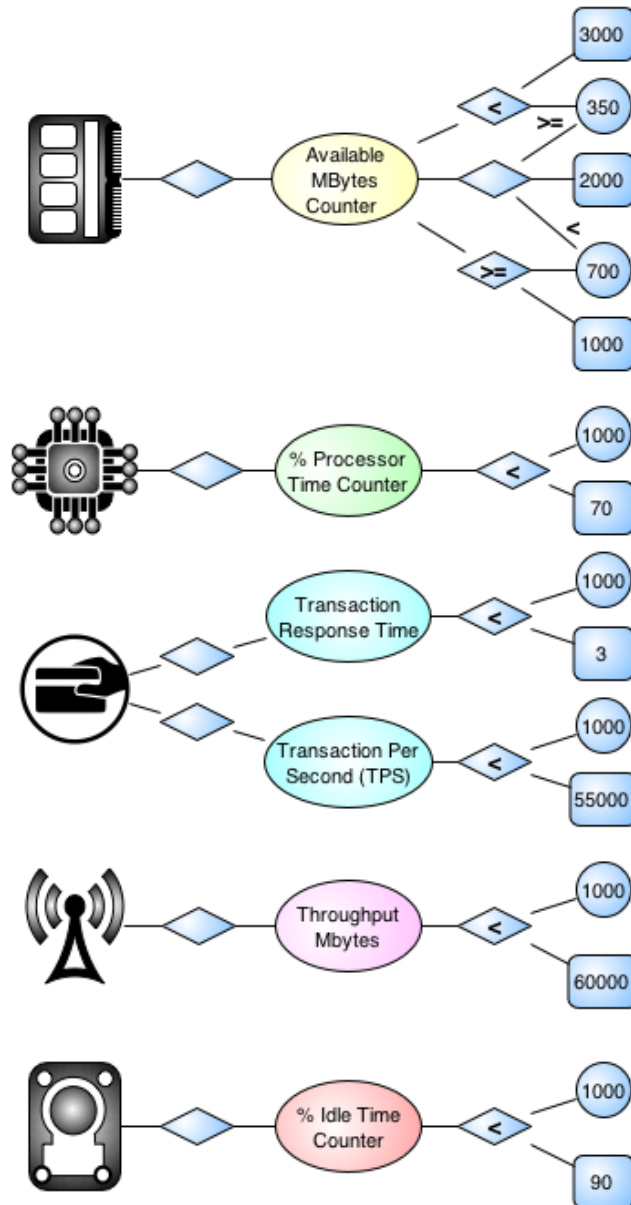 3000
<
350
>=
Available
MBytes
Counter
2000
<
>=
700
1000
% Processor
Time Counter
<
1000
70
Transaction
Response Time
<
1000
3
Transaction Per
Second (TPS)
<
1000
55000
Throughput
Mbytes
<
1000
60000
% Idle Time
Counter
<
1000
90